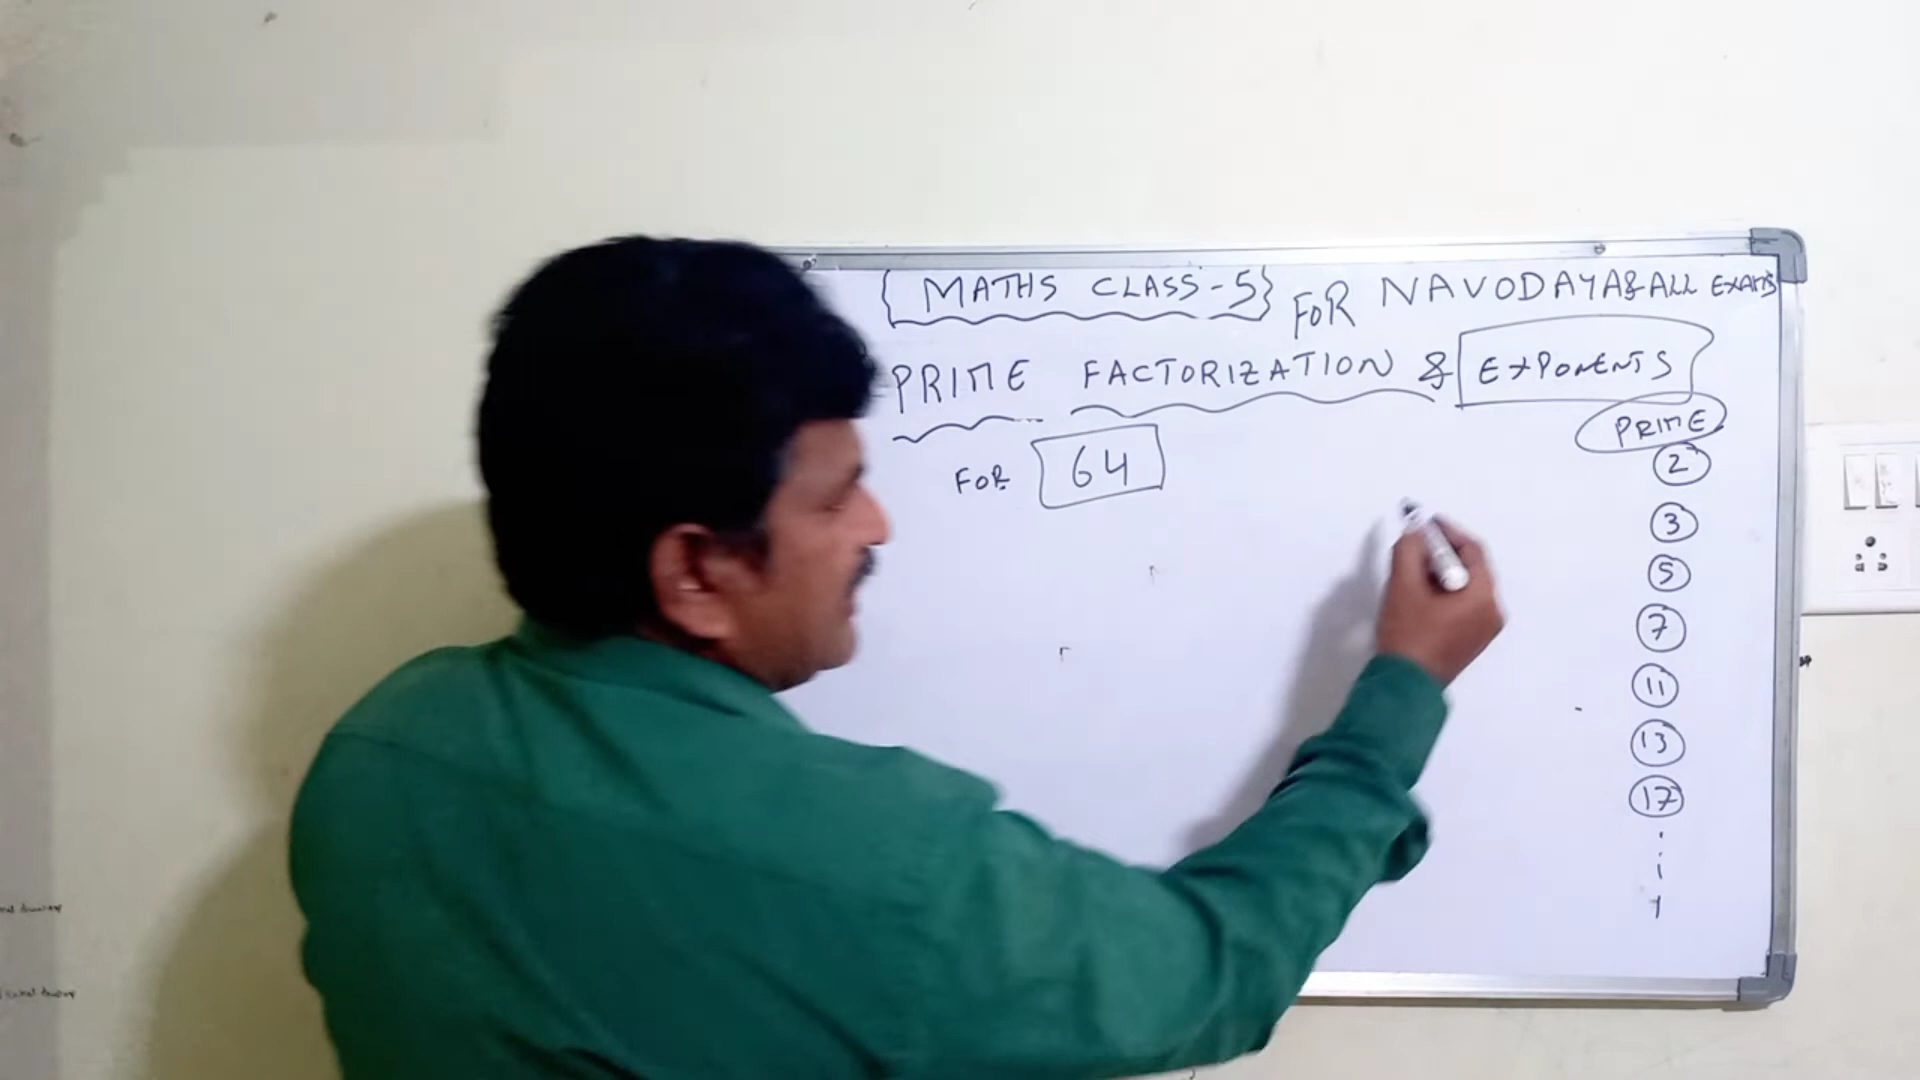 { MATHS CLASS-5} FOR NAVODAYA & ALL EXAMS
PRIME FACTORIZATION & EXPONENTS
PRIME
FOR 64
2
3
5
7
11
13
17